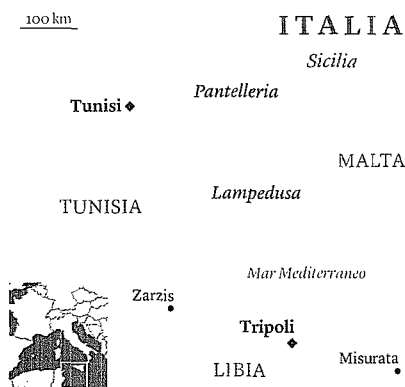 100 km
ITALIA
Sicilia
Pantelleria
Tunisi
MALTA
Lampedusa
TUNISIA
Mar Mediterraneo
Zarzis
Tripoli
Misurata
LIBIA